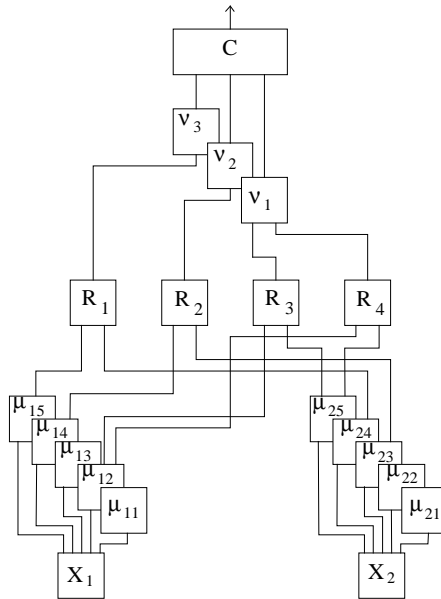 C
ν₃
ν₂
ν₁
R₁ R₂ R₃ R₄
μ₁₅ μ₂₅
μ₁₄ μ₂₄
μ₁₃ μ₂₃
μ₁₂ μ₂₂
μ₁₁ μ₂₁
X₁ X₂